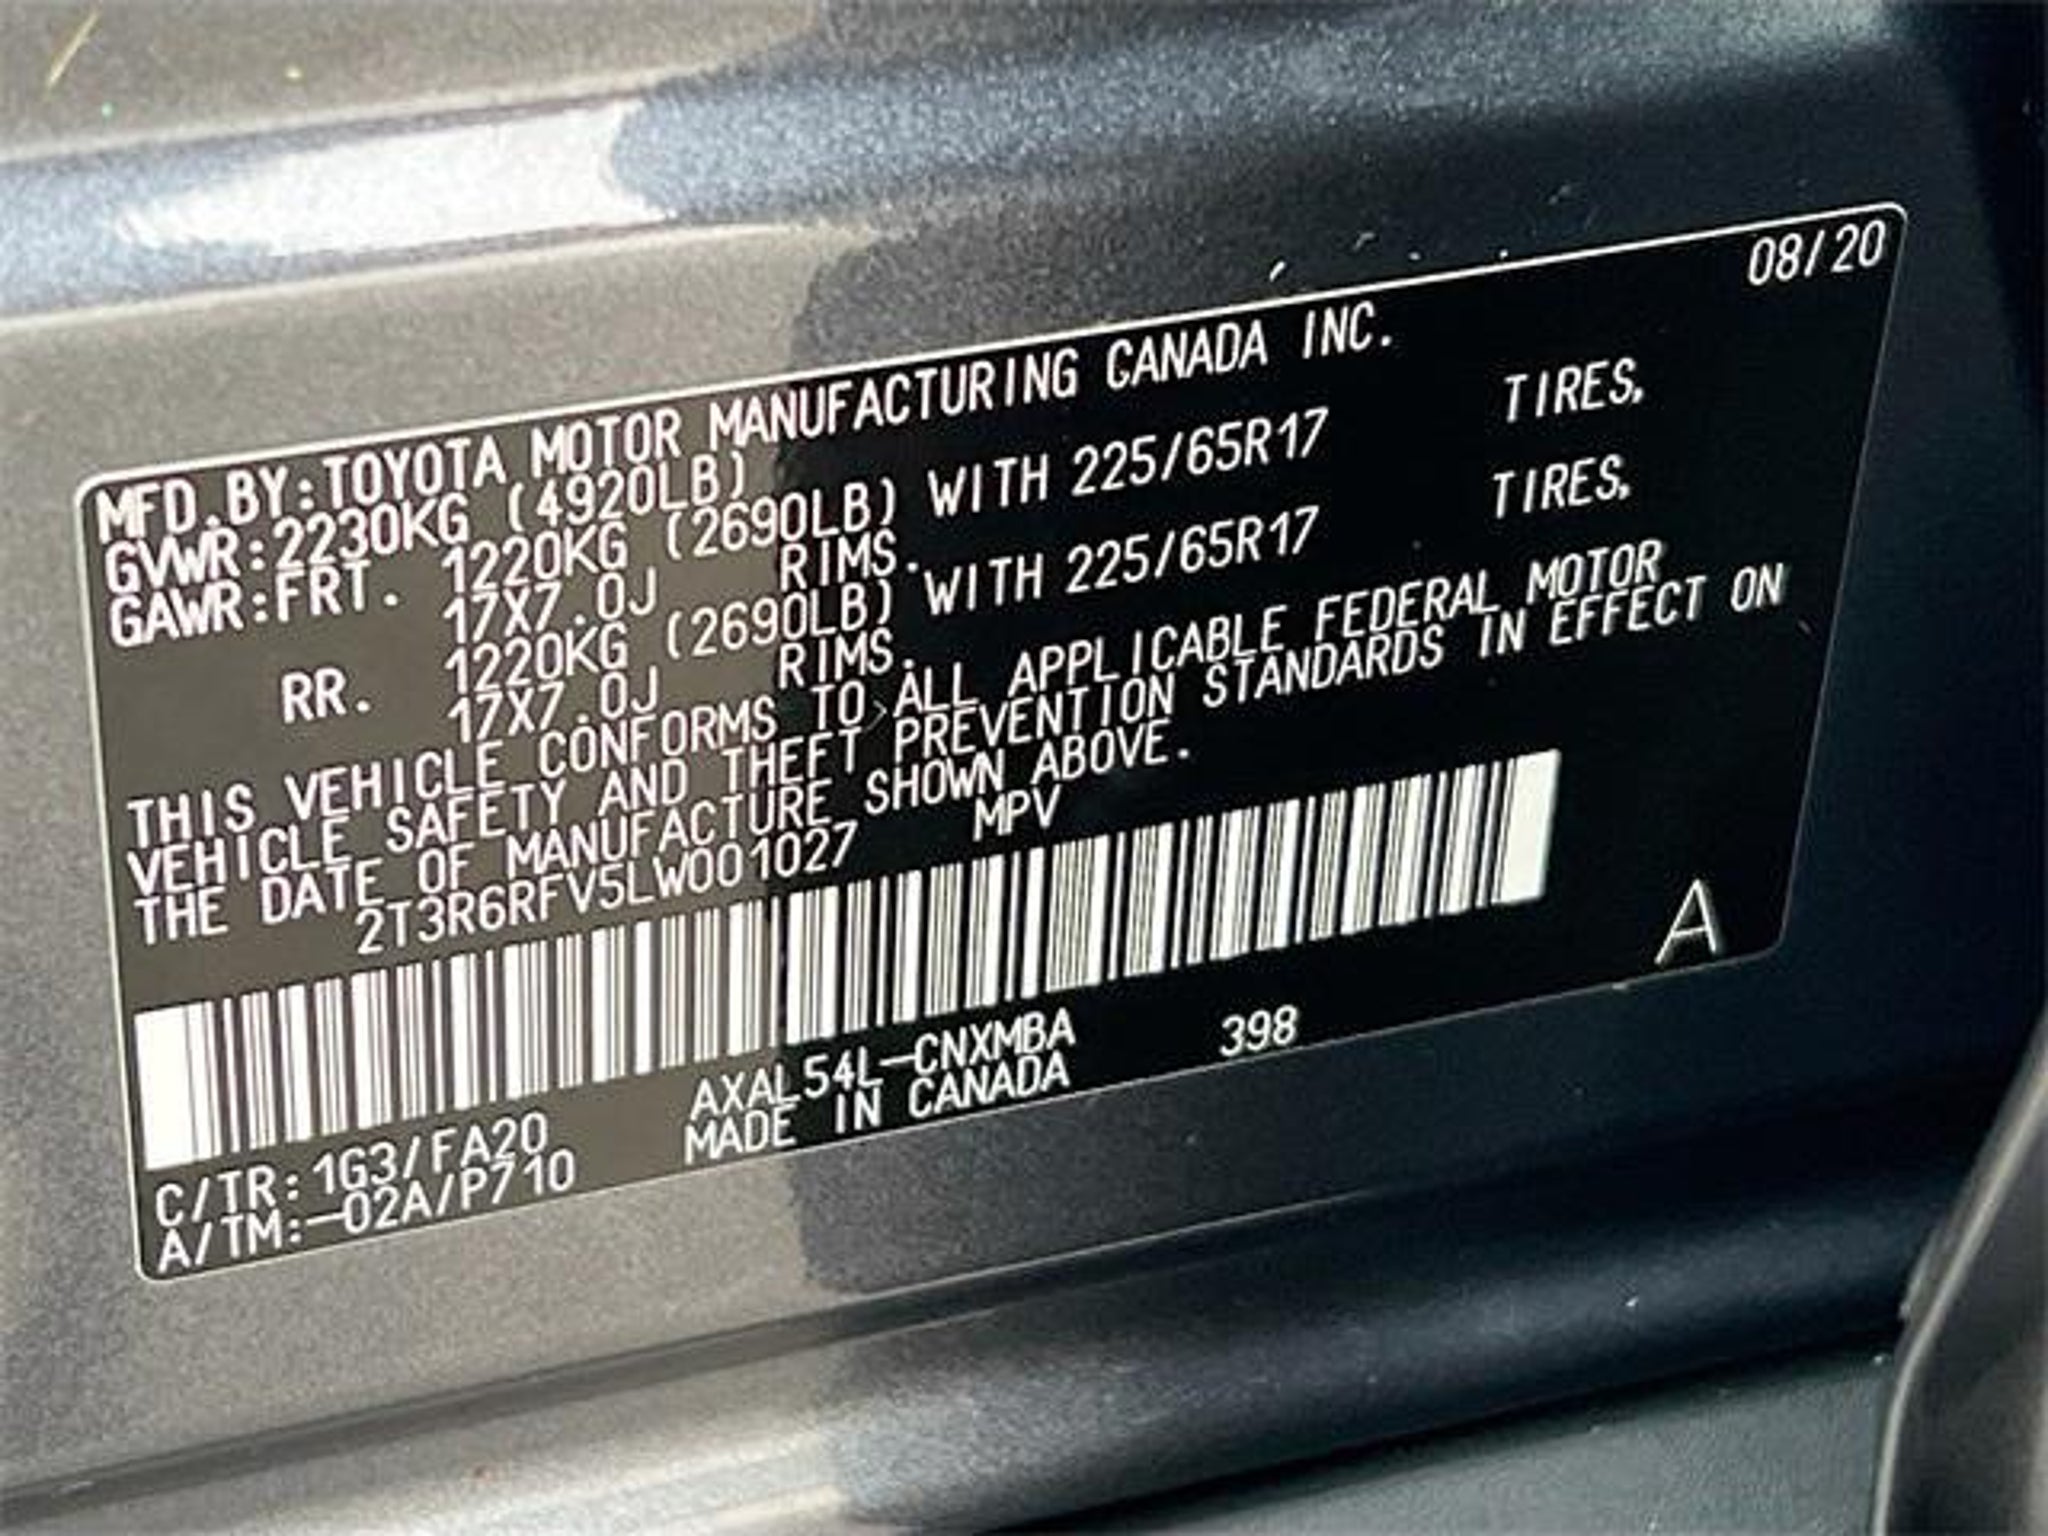 08/20
MFD.BY:TOYOTA MOTOR MANUFACTURING CANADA INC.
GVWR:2230KG (4920LB)
GAWR:FRT. 1220KG (2690LB) WITH 225/65R17 TIRES,
17X7.0J RIMS.
RR. 1220KG (2690LB) WITH 225/65R17 TIRES,
17X7.0J RIMS.
THIS VEHICLE CONFORMS TO ALL APPLICABLE FEDERAL MOTOR
VEHICLE SAFETY AND THEFT PREVENTION STANDARDS IN EFFECT ON
THE DATE OF MANUFACTURE SHOWN ABOVE.
2T3R6RFV5LW001027 MPV
A
AXAL54L-CNXMBA 398
C/TR:1G3/FA20 MADE IN CANADA
A/TM:-02A/P710